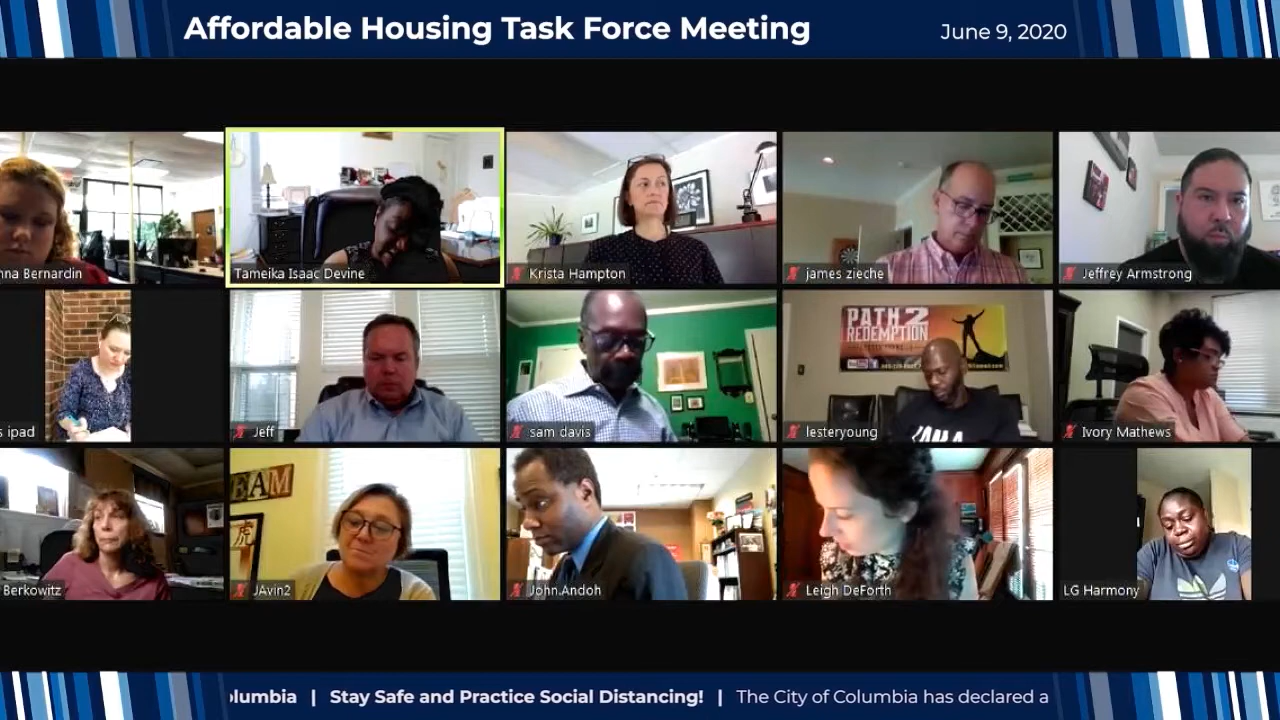 Affordable Housing Task Force Meeting
June 9, 2020
nna Bernardin
Tameika Isaac Devine
Krista Hampton
james zieche
Jeffrey Armstrong
s ipad
Jeff
sam davis
PATH 2
REDEMPTION
lesteryoung
Ivory Mathews
Berkowitz
EAM
JAvin2
John.Andoh
Leigh DeForth
LG Harmony
olumbia | Stay Safe and Practice Social Distancing! | The City of Columbia has declared a